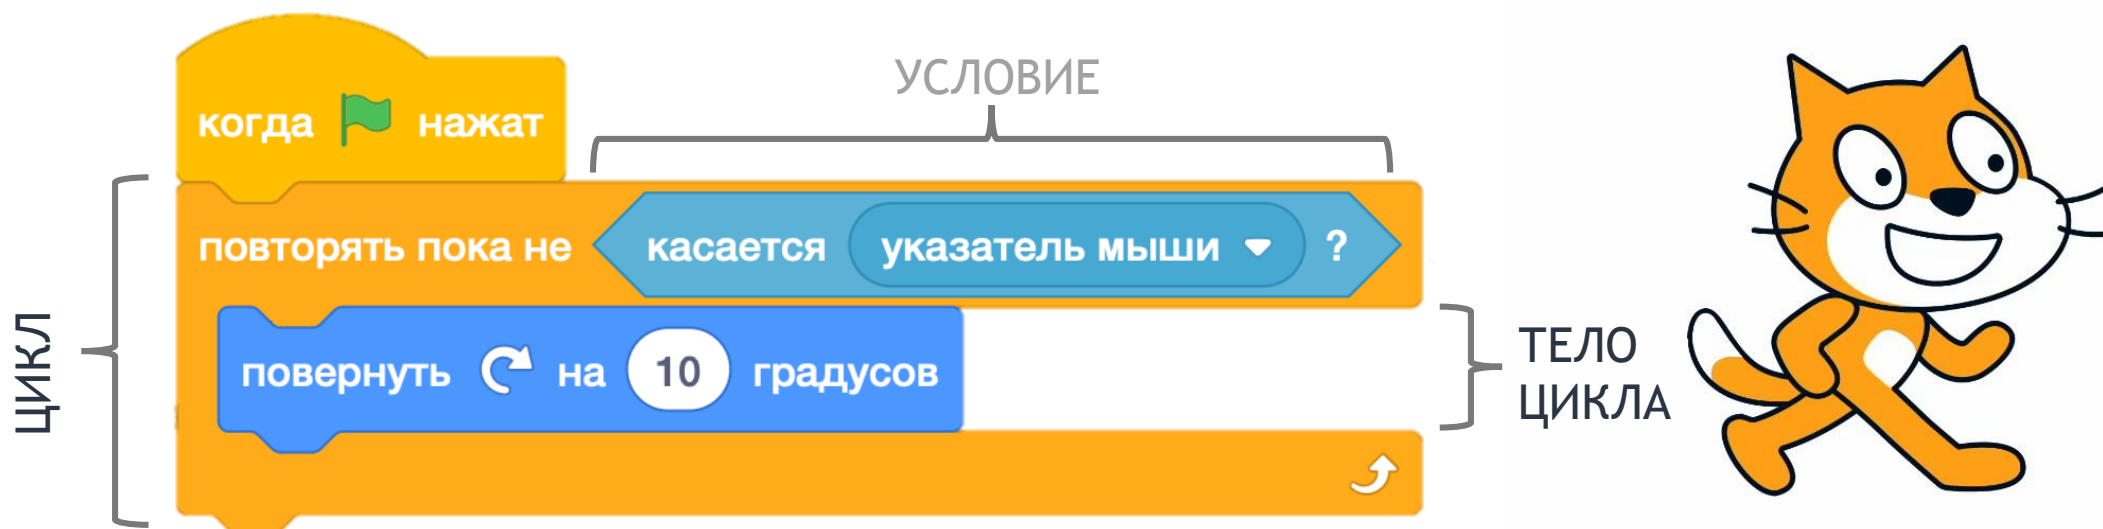 когда нажат
УСЛОВИЕ
ЦИКЛ
повторять пока не касается указатель мыши ?
повернуть на 10 градусов
ТЕЛО
ЦИКЛА